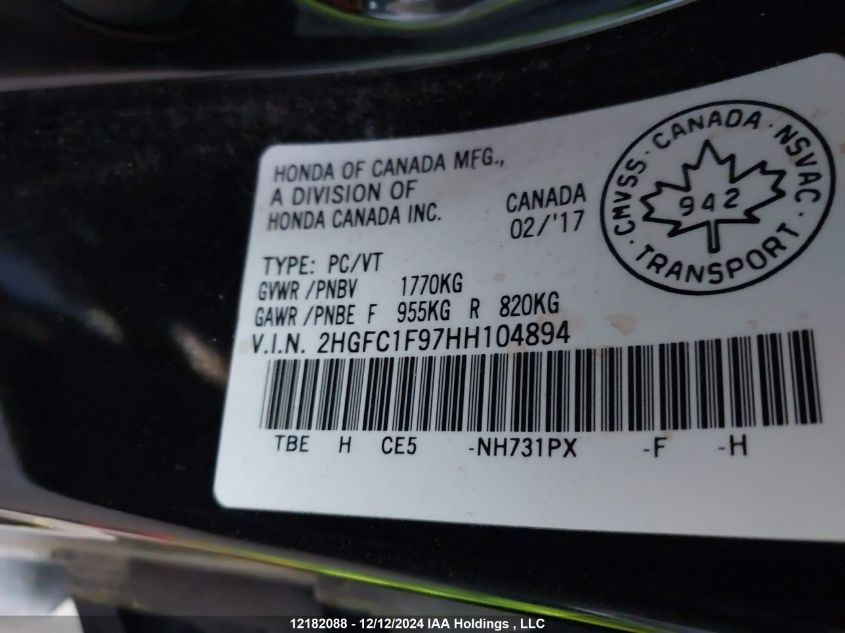 HONDA OF CANADA MFG.,
A DIVISION OF
HONDA CANADA INC.
CANADA
02/'17
CMVSS · CANADA · NSVAC · TRANSPORT ·
942
TYPE: PC/VT
GVWR /PNBV 1770KG
GAWR /PNBE F 955KG R 820KG
V.I.N. 2HGFC1F97HH104894
TBE H CE5 -NH731PX -F -H
12182088 - 12/12/2024 IAA Holdings , LLC